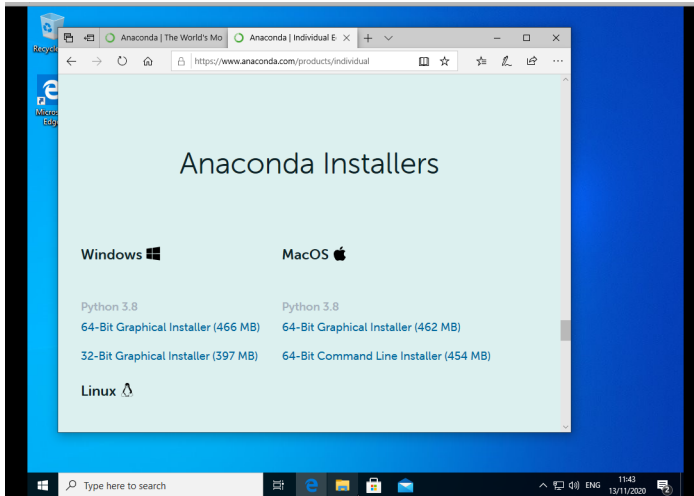 Recycle
Anaconda | The World's Mo
Anaconda | Individual E
https://www.anaconda.com/products/individual
Micros
Edg
Anaconda Installers
Windows
MacOS
Python 3.8
Python 3.8
64-Bit Graphical Installer (466 MB)
64-Bit Graphical Installer (462 MB)
32-Bit Graphical Installer (397 MB)
64-Bit Command Line Installer (454 MB)
Linux
Type here to search
ENG
11:43
13/11/2020
2